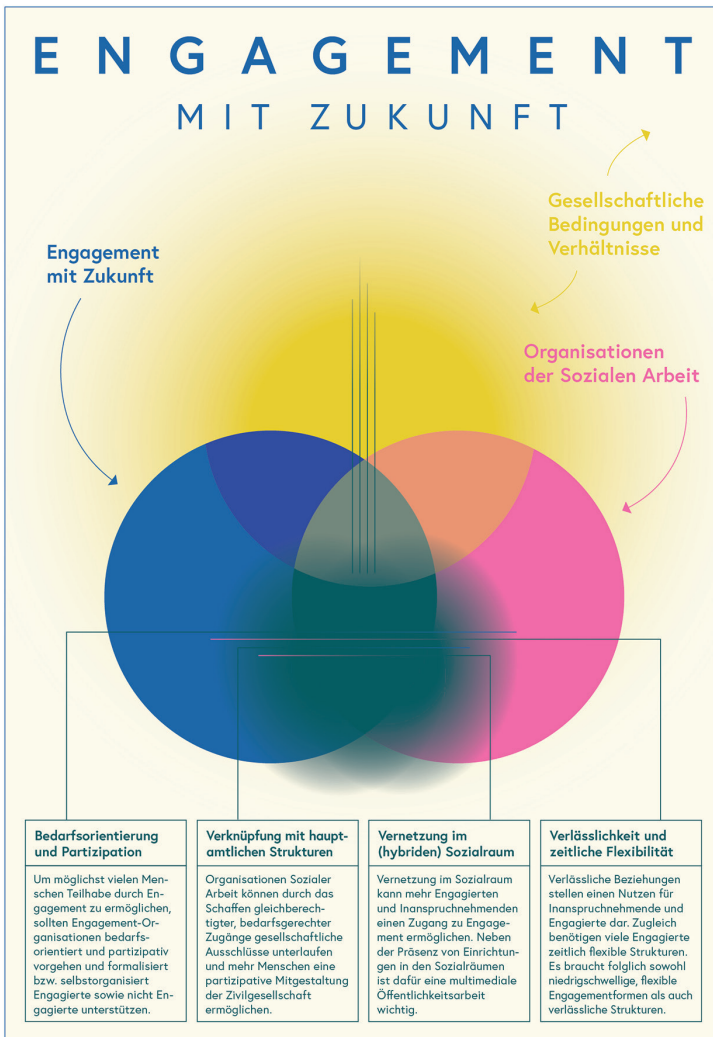 ENGAGEMENT
MIT ZUKUNFT
Gesellschaftliche
Bedingungen und
Verhältnisse
Engagement
mit Zukunft
Organisationen
der Sozialen Arbeit
Bedarfsorientierung
und Partizipation
Um möglichst vielen Men-
schen Teilhabe durch En-
gagement zu ermöglichen,
sollten Engagement-Or-
ganisationen bedarfs-
orientiert und partizipativ
vorgehen und formalisiert
bzw. selbstorganisiert
Engagierte sowie nicht En-
gagierte unterstützen.
Verknüpfung mit haupt-
amtlichen Strukturen
Organisationen Sozialer
Arbeit können durch das
Schaffen gleichberech-
tigter, bedarfsgerechter
Zugänge gesellschaftliche
Ausschlüsse unterlaufen
und mehr Menschen eine
partizipative Mitgestaltung
der Zivilgesellschaft
ermöglichen.
Vernetzung im
(hybriden) Sozialraum
Vernetzung im Sozialraum
kann mehr Engagierten
und Inanspruchnehmenden
einen Zugang zu Engage-
ment ermöglichen. Neben
der Präsenz von Einrichtun-
gen in den Sozialräumen
ist dafür eine multimediale
Öffentlichkeitsarbeit
wichtig.
Verlässlichkeit und
zeitliche Flexibilität
Verlässliche Beziehungen
stellen einen Nutzen für
Inanspruchnehmende und
Engagierte dar. Zugleich
benötigen viele Engagierte
zeitlich flexible Strukturen.
Es braucht folglich sowohl
niedrigschwellige, flexible
Engagementformen als auch
verlässliche Strukturen.